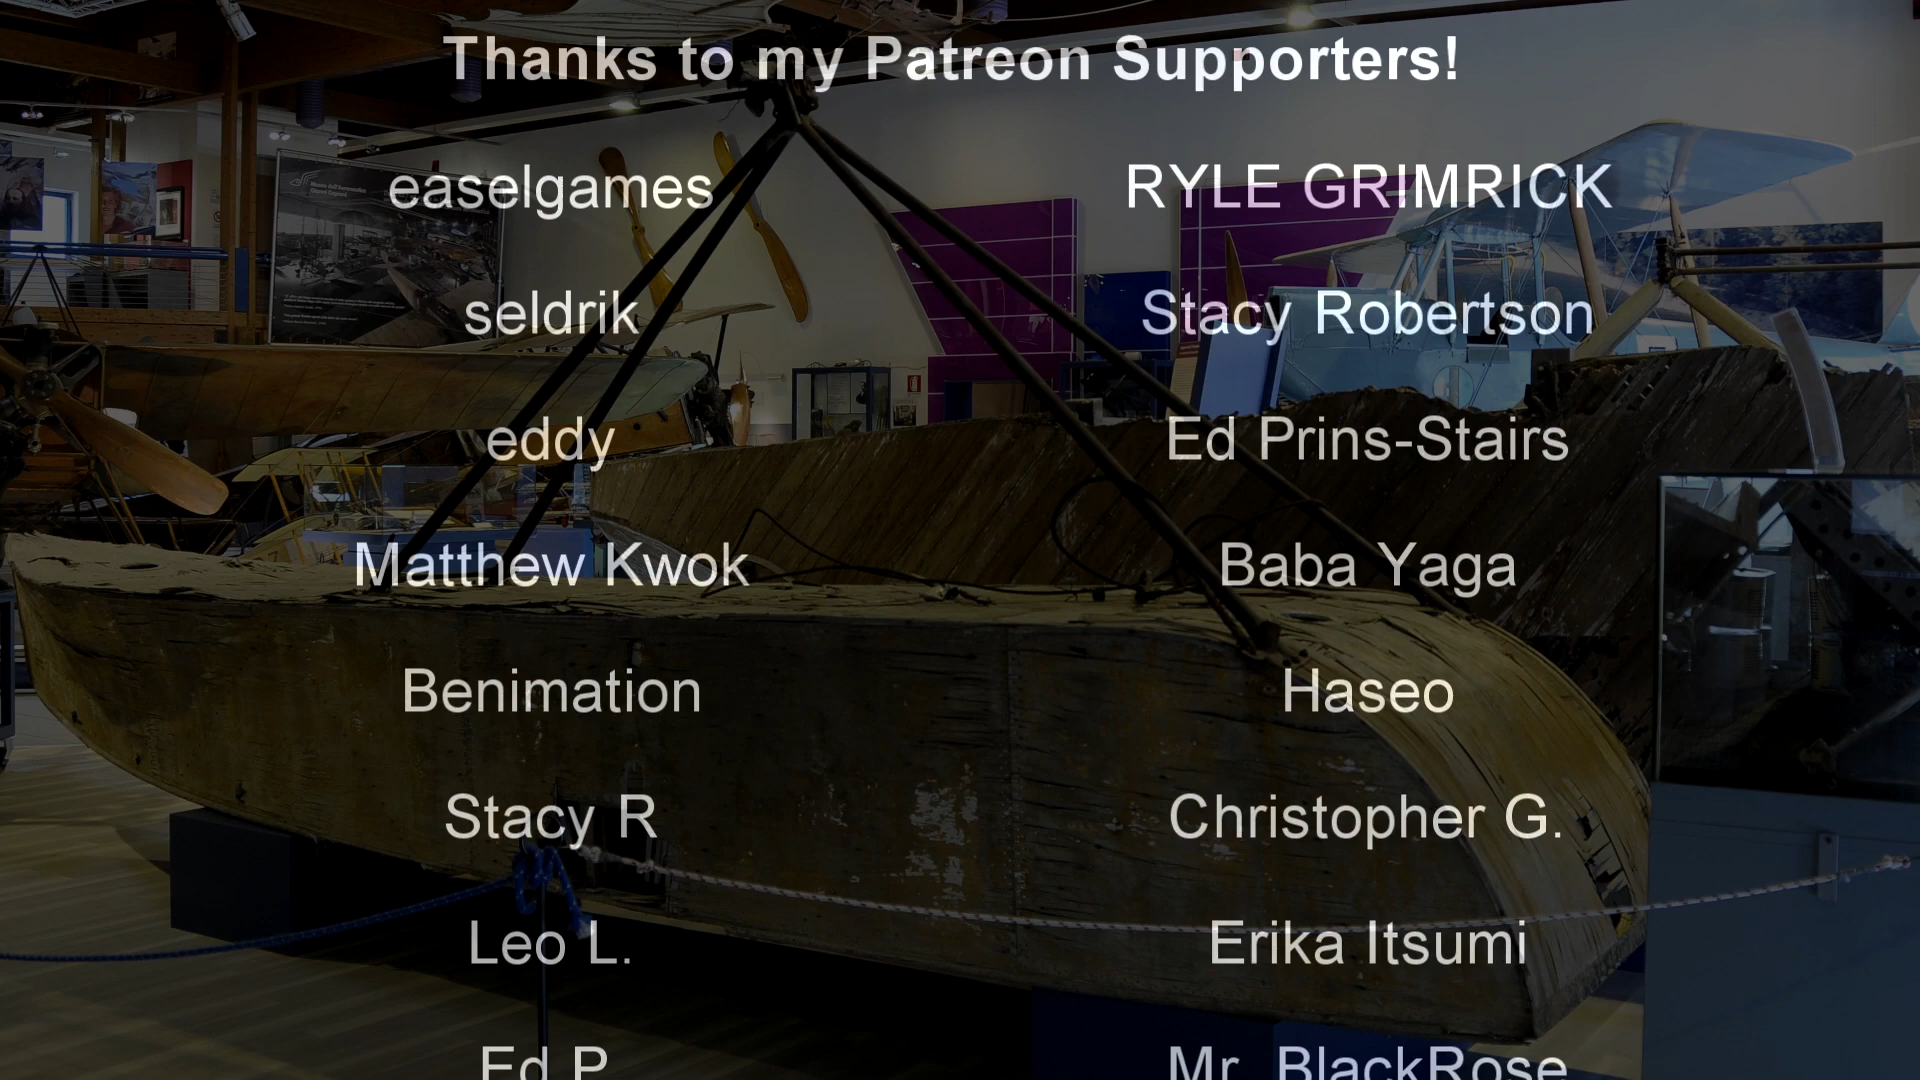 Thanks to my Patreon Supporters!
easelgames RYLE GRIMRICK
seldrik Stacy Robertson
eddy Ed Prins-Stairs
Matthew Kwok Baba Yaga
Benimation Haseo
Stacy R Christopher G.
Leo L. Erika Itsumi
Ed P Mr. BlackRose